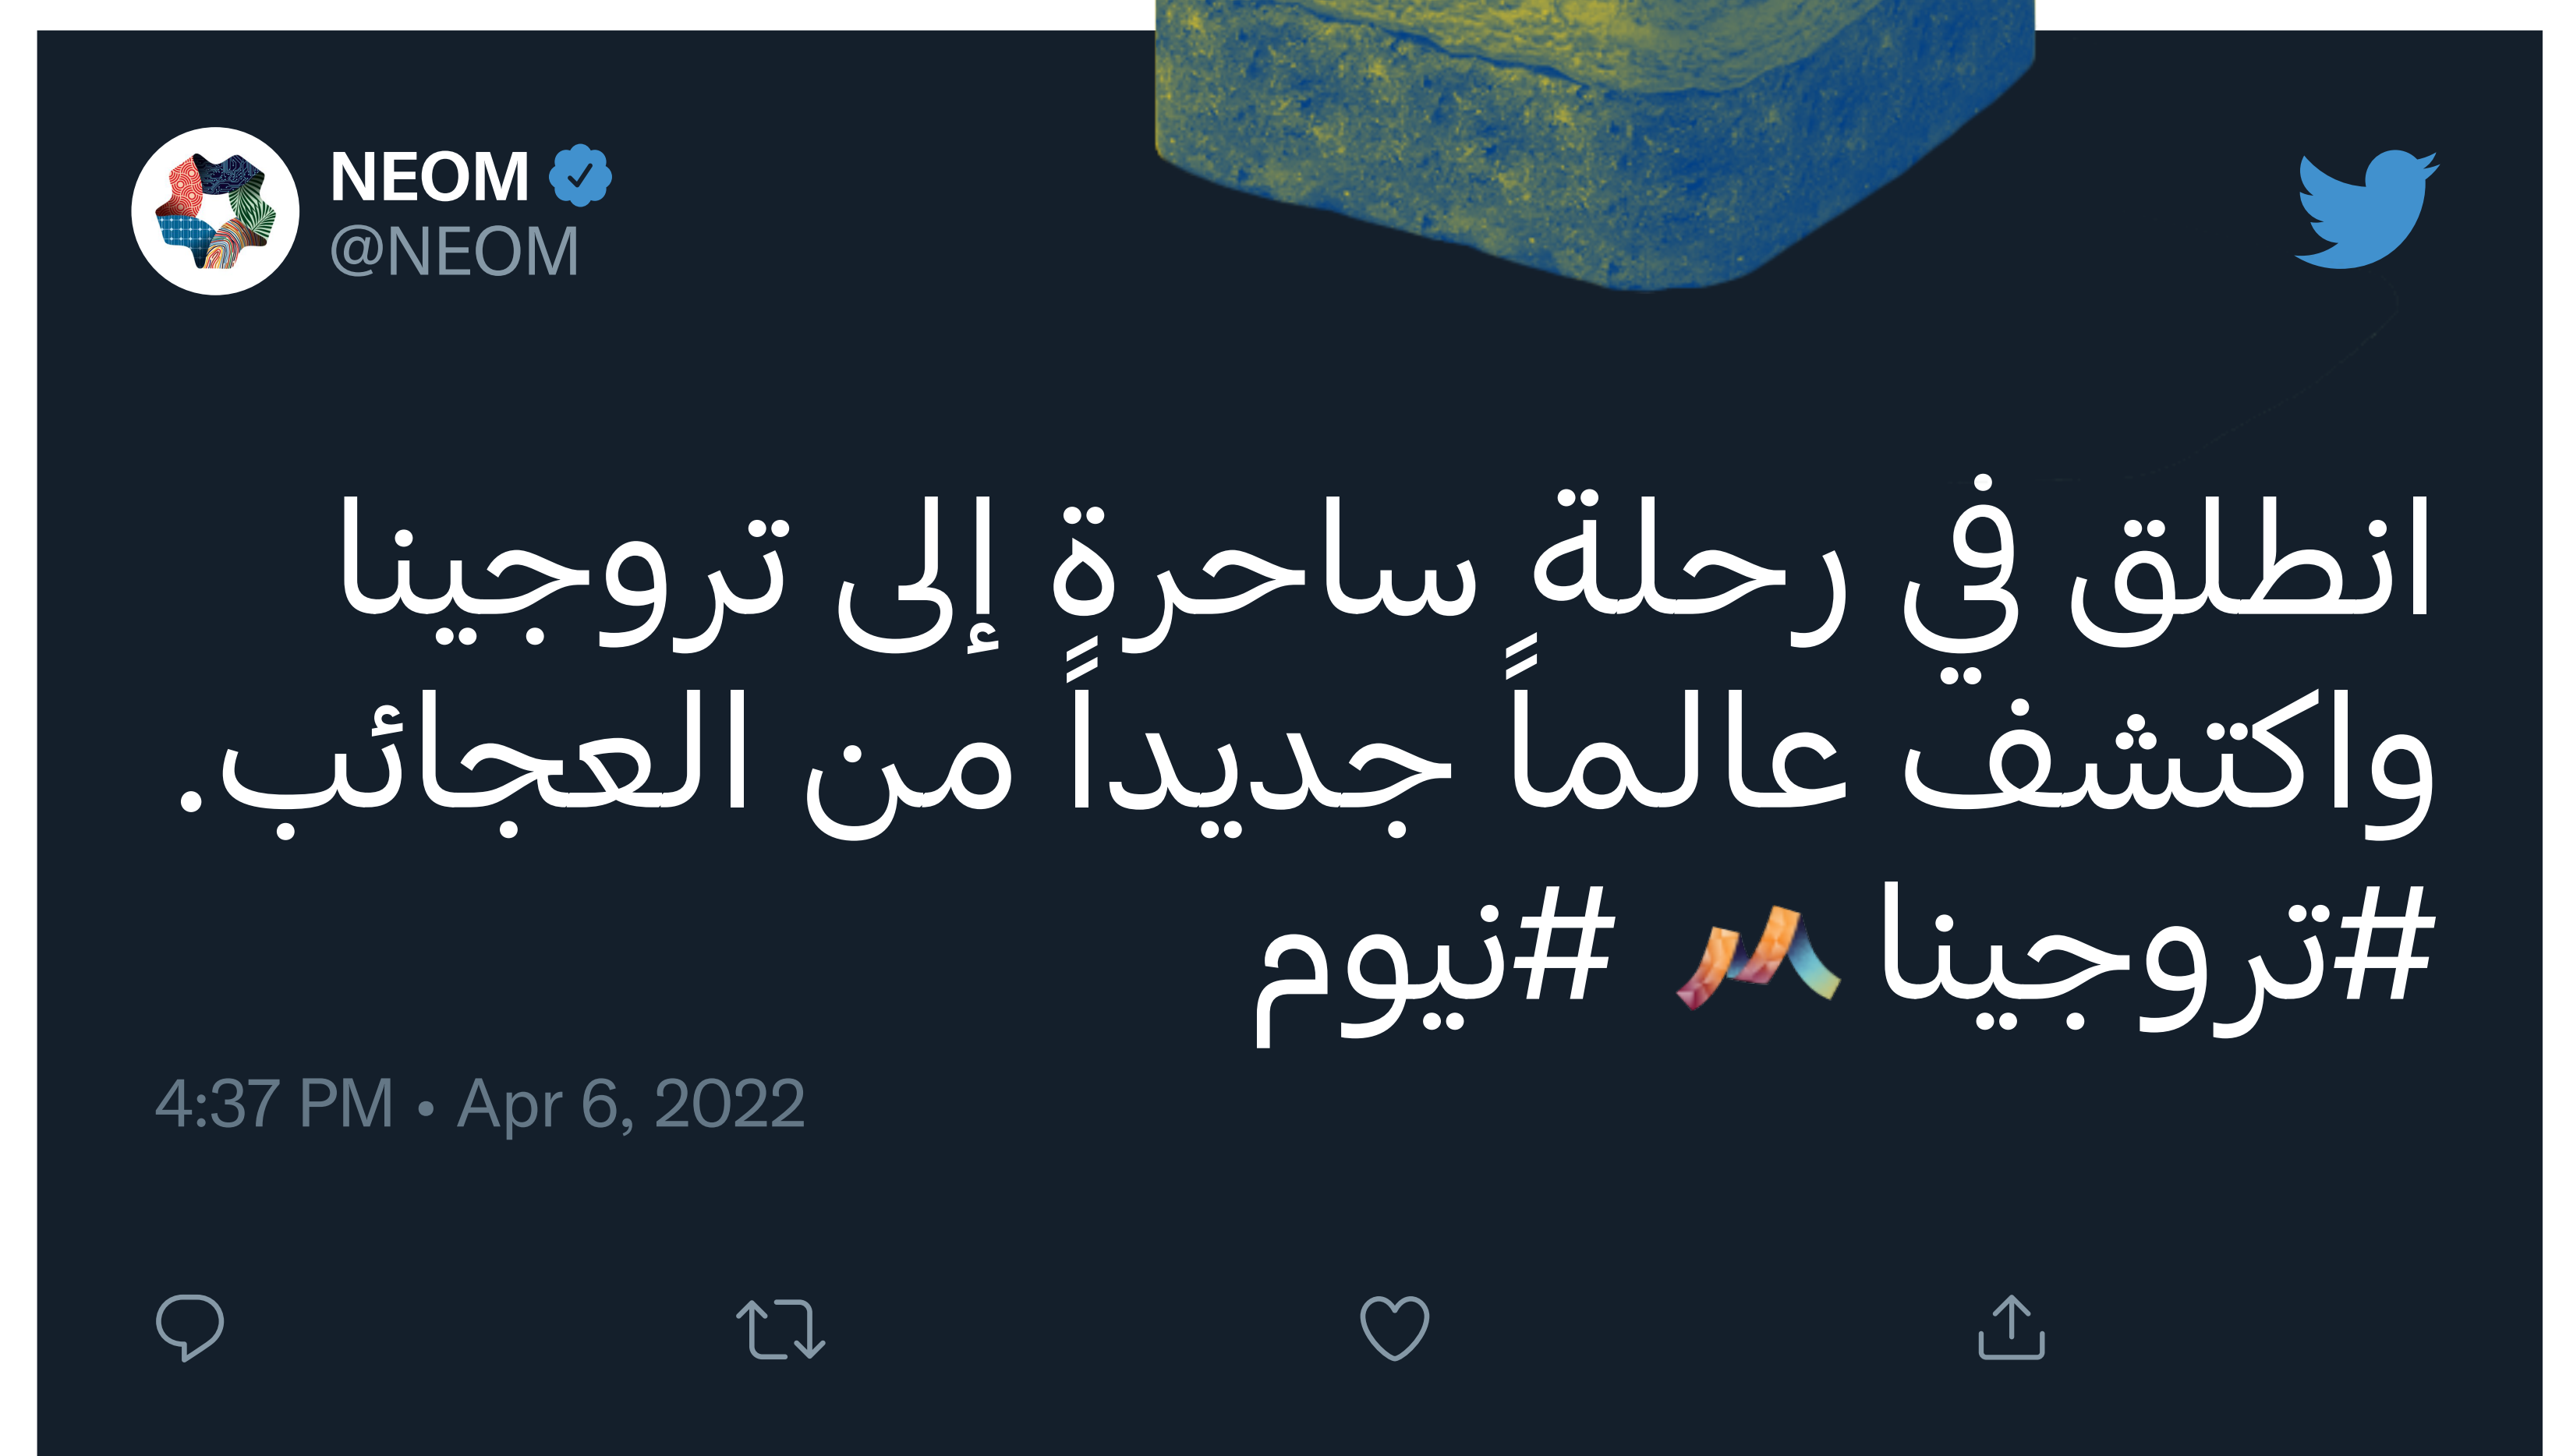 NEOM
@NEOM
انطلق في رحلة ساحرة إلى تروجينا
واكتشف عالماً جديداً من العجائب.
#تروجينا #نيوم
4:37 PM • Apr 6, 2022